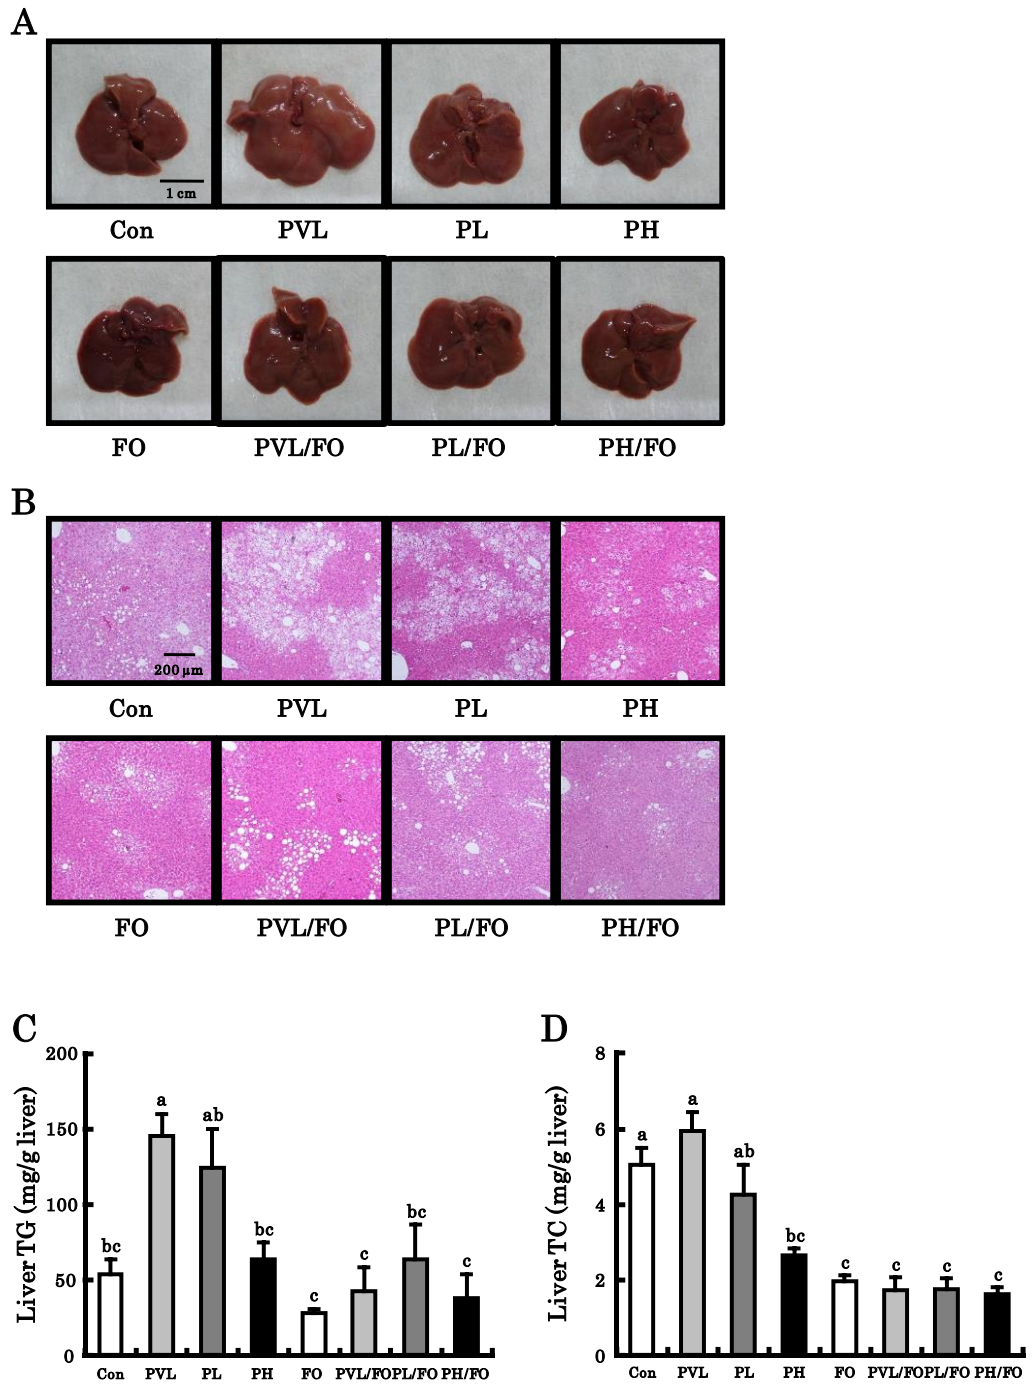 A
1 cm
Con PVL PL PH
FO PVL/FO PL/FO PH/FO
B
200 μm
Con PVL PL PH
FO PVL/FO PL/FO PH/FO
C
Liver TG (mg/g liver)
200
150
100
50
0
a
ab
bc
bc
c
c
bc
c
Con PVL PL PH FO PVL/FO PL/FO PH/FO
D
Liver TC (mg/g liver)
8
6
4
2
0
a
a
ab
bc
c
c
c
c
Con PVL PL PH FO PVL/FO PL/FO PH/FO